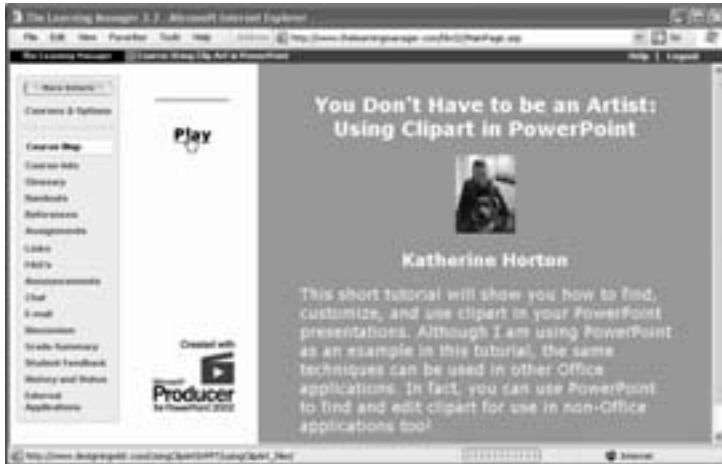 The Learning Manager 3.2 - Microsoft Internet Explorer
File Edit View Favorites Tools Help
The Learning Manager Course: Using Clip Art in PowerPoint
Help | Logout
Courses & Options
Course Map
Course Info
Glossary
Handouts
References
Assignments
Links
FAQ's
Announcements
Chat
E-mail
Discussion
Grade Summary
Student Feedback
History and Status
External
Applications
Play
Created with
Microsoft
Producer
for PowerPoint 2002
You Don't Have to be an Artist:
Using Clipart in PowerPoint
Katherine Horton
This short tutorial will show you how to find,
customize, and use clipart in your PowerPoint
presentations. Although I am using PowerPoint
as an example in this tutorial, the same
techniques can be used in other Office
applications. In fact, you can use PowerPoint
to find and edit clipart for use in non-Office
applications too!
Internet